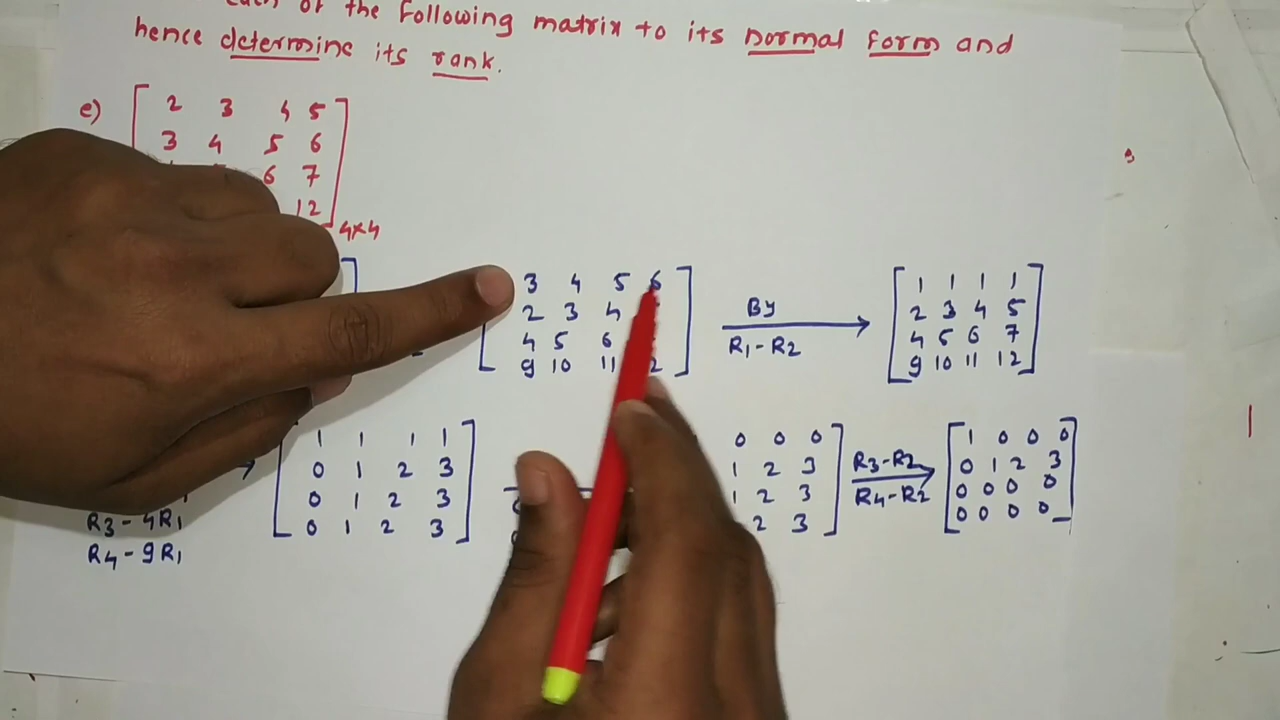 of the following matrix to its normal form and
hence determine its rank.
e)
2 3 4 5
3 4 5 6
6 7
12
4×4
3 4 5 6
2 3 4
4 5 6
9 10 11
By
R1-R2
1 1 1 1
2 3 4 5
4 5 6 7
9 10 11 12
R3-4R1
R4-9R1
1 1 1 1
0 1 2 3
0 1 2 3
0 1 2 3
0 0 0
1 2 3
1 2 3
2 3
R3-R2
R4-R2
1 0 0 0
0 1 2 3
0 0 0 0
0 0 0 0